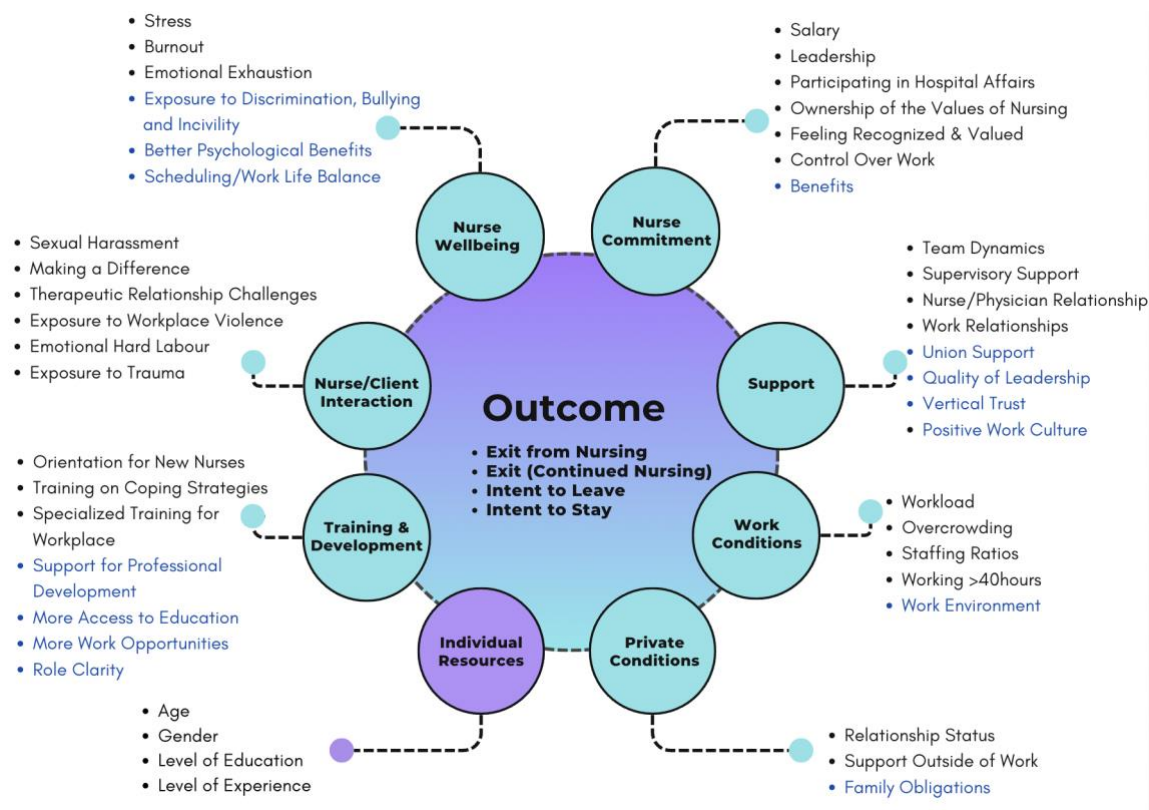 Stress
Burnout
Emotional Exhaustion
Exposure to Discrimination, Bullying
and Incivility
Better Psychological Benefits
Scheduling/Work Life Balance
Salary
Leadership
Participating in Hospital Affairs
Ownership of the Values of Nursing
Feeling Recognized & Valued
Control Over Work
Benefits
Nurse
Wellbeing
Nurse
Commitment
Sexual Harassment
Making a Difference
Therapeutic Relationship Challenges
Exposure to Workplace Violence
Emotional Hard Labour
Exposure to Trauma
Nurse/Client
Interaction
Team Dynamics
Supervisory Support
Nurse/Physician Relationship
Work Relationships
Union Support
Quality of Leadership
Vertical Trust
Positive Work Culture
Support
Outcome
Exit from Nursing
Exit (Continued Nursing)
Intent to Leave
Intent to Stay
Orientation for New Nurses
Training on Coping Strategies
Specialized Training for
Workplace
Support for Professional
Development
More Access to Education
More Work Opportunities
Role Clarity
Training &
Development
Work
Conditions
Workload
Overcrowding
Staffing Ratios
Working >40hours
Work Environment
Individual
Resources
Private
Conditions
Age
Gender
Level of Education
Level of Experience
Relationship Status
Support Outside of Work
Family Obligations